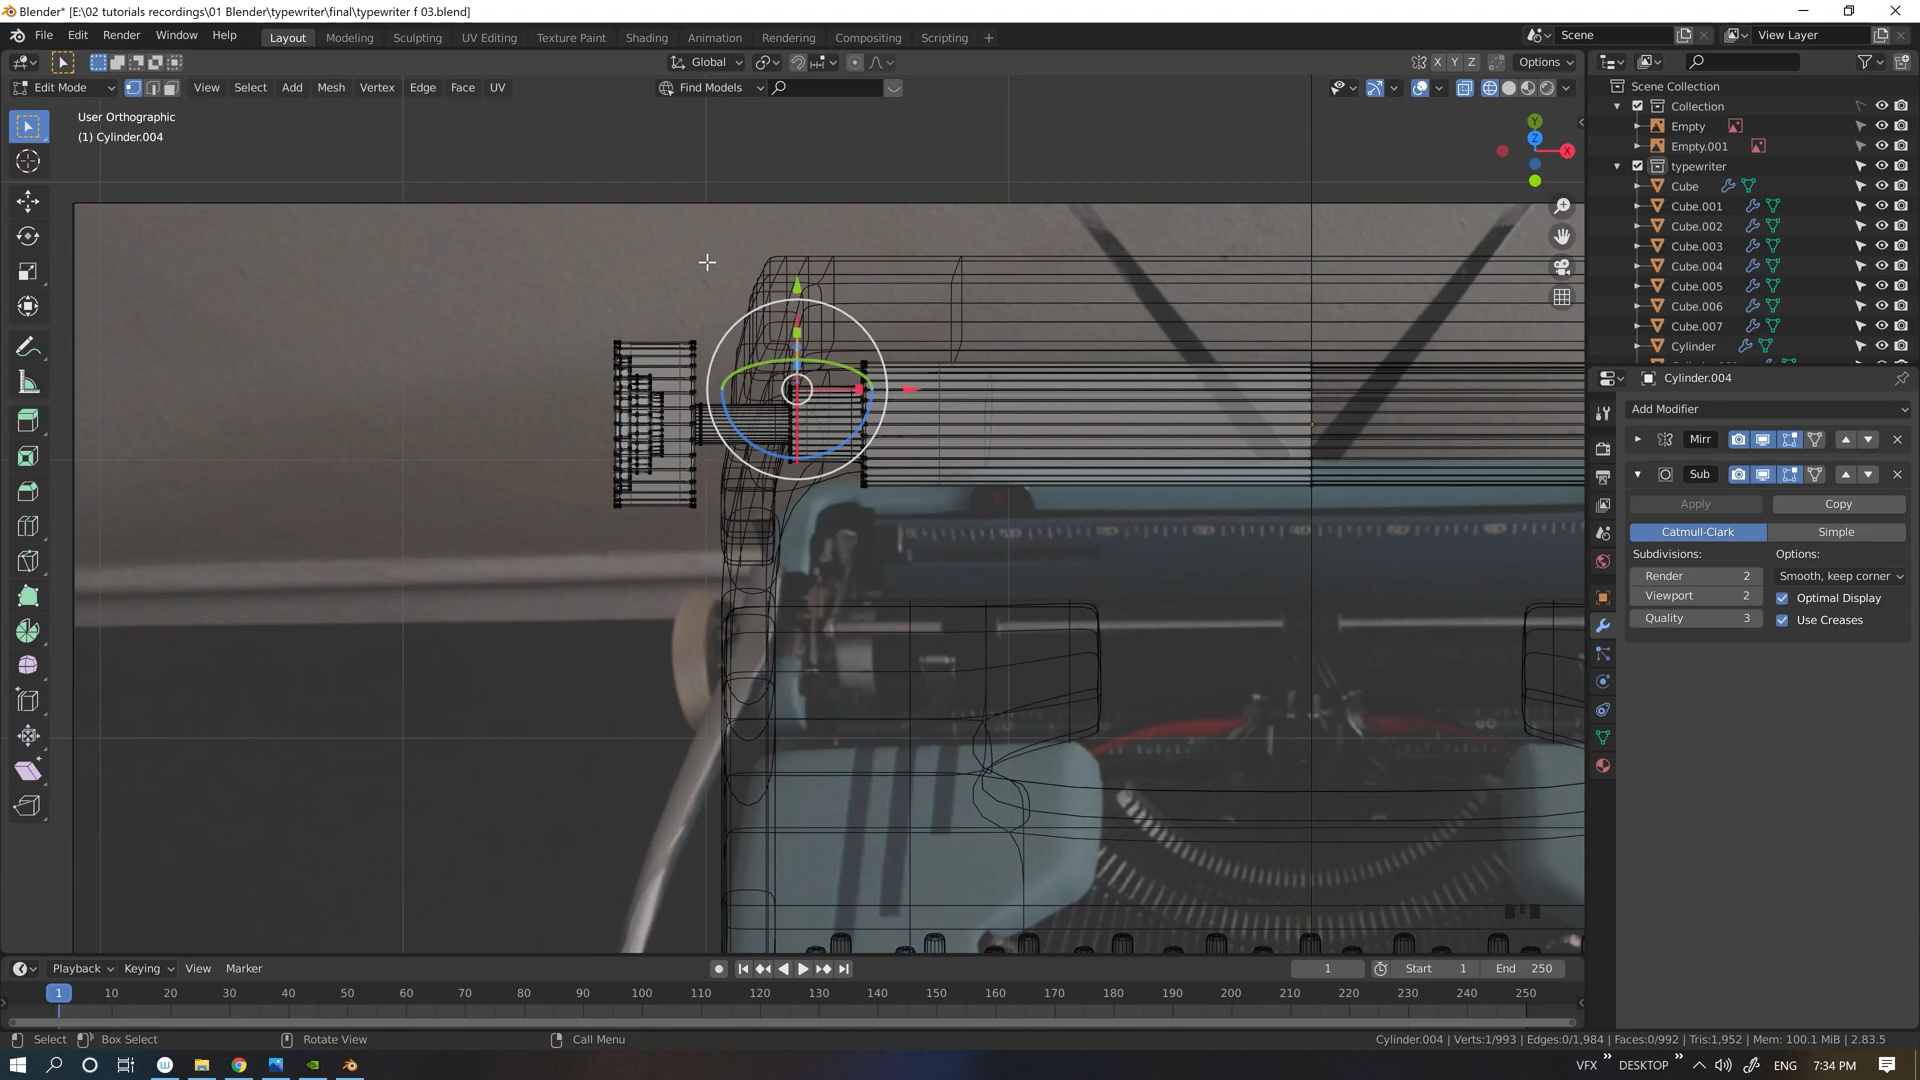 Blender* [E:\02 tutorials recordings\01 Blender\typewriter\final\typewriter f 03.blend]
File Edit Render Window Help Layout Modeling Sculpting UV Editing Texture Paint Shading Animation Rendering Compositing Scripting + Scene View Layer
Global X Y Z Options
Edit Mode View Select Add Mesh Vertex Edge Face UV Find Models
User Orthographic
(1) Cylinder.004
Y
Z
X
Scene Collection
Collection
Empty
Empty.001
typewriter
Cube
Cube.001
Cube.002
Cube.003
Cube.004
Cube.005
Cube.006
Cube.007
Cylinder
Cylinder.004
Add Modifier
Mirr
Sub
Apply Copy
Catmull-Clark Simple
Subdivisions: Options:
Render 2 Smooth, keep corner
Viewport 2 Optimal Display
Quality 3 Use Creases
Playback Keying View Marker 1 Start 1 End 250
1 10 20 30 40 50 60 70 80 90 100 110 120 130 140 150 160 170 180 190 200 210 220 230 240 250
Select Box Select Rotate View Call Menu Cylinder.004 | Verts:1/993 | Edges:0/1,984 | Faces:0/992 | Tris:1,952 | Mem: 100.1 MiB | 2.83.5
VFX DESKTOP ENG 7:34 PM